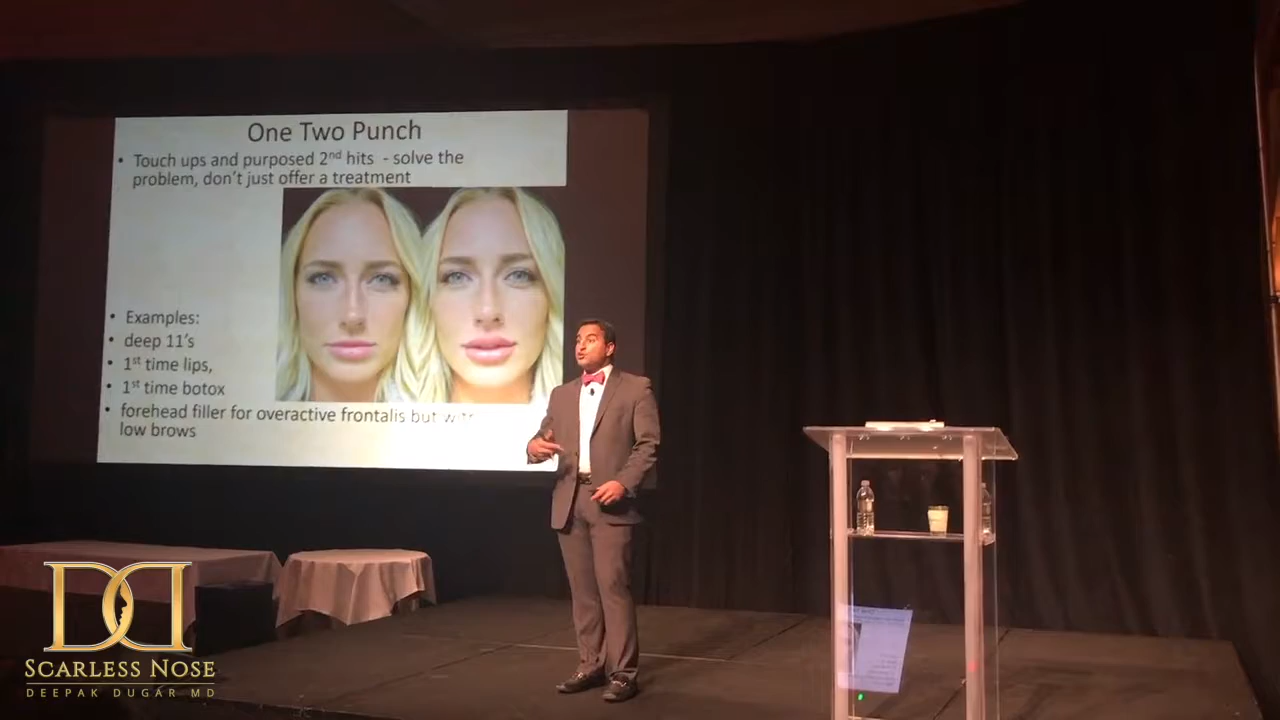 One Two Punch
• Touch ups and purposed 2nd hits - solve the
problem, don't just offer a treatment
• Examples:
• deep 11's
• 1st time lips,
• 1st time botox
• forehead filler for overactive frontalis but with
low brows
DD
SCARLESS NOSE
DEEPAK DUGAR MD